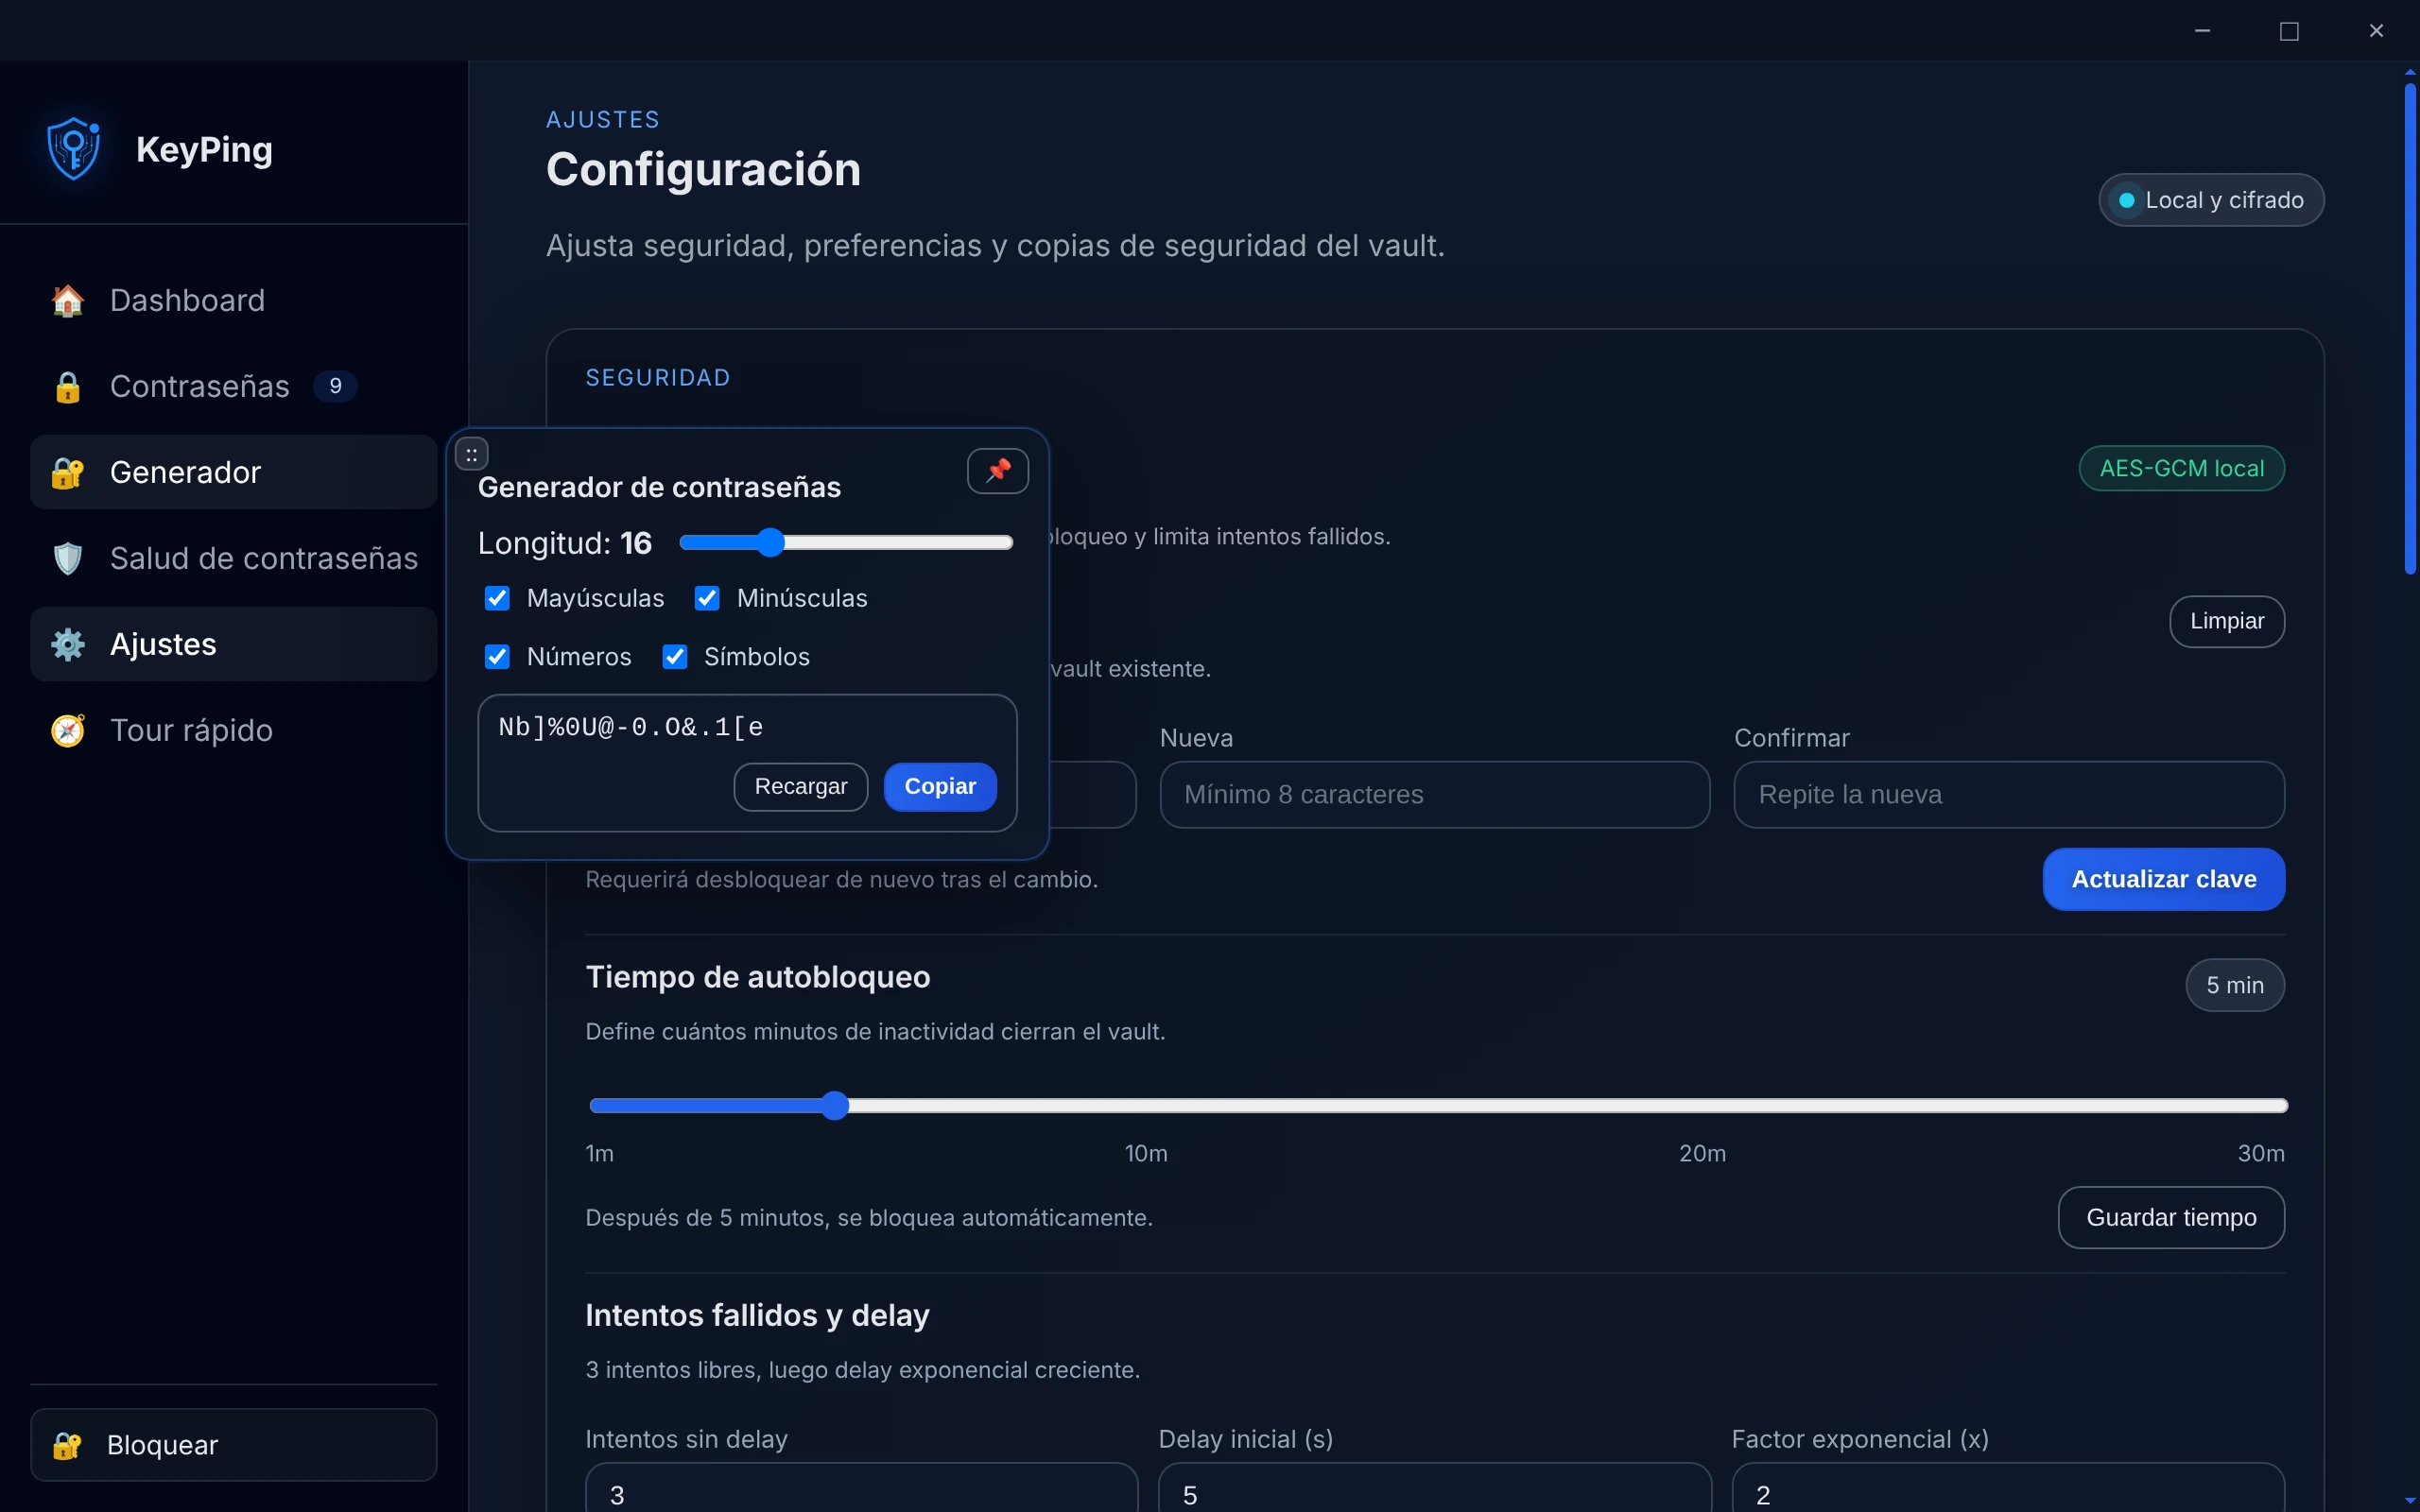 KeyPing
Dashboard
Contraseñas 9
Generador
Salud de contraseñas
Ajustes
Tour rápido
Bloquear
AJUSTES
Configuración
Ajusta seguridad, preferencias y copias de seguridad del vault.
Local y cifrado
SEGURIDAD
AES-GCM local
intentos fallidos.
y limita
Limpiar
vault existente.
Generador de contraseñas
Longitud: 16
Mayúsculas Minúsculas
Números Símbolos
Nb]%0U@-0.O&.1[e
Recargar Copiar
Nueva
Mínimo 8 caracteres
Confirmar
Repite la nueva
Requerirá desbloquear de nuevo tras el cambio.
Actualizar clave
Tiempo de autobloqueo
5 min
Define cuántos minutos de inactividad cierran el vault.
1m 10m 20m 30m
Después de 5 minutos, se bloquea automáticamente.
Guardar tiempo
Intentos fallidos y delay
3 intentos libres, luego delay exponencial creciente.
Intentos sin delay Delay inicial (s) Factor exponencial (x)
3 5 2